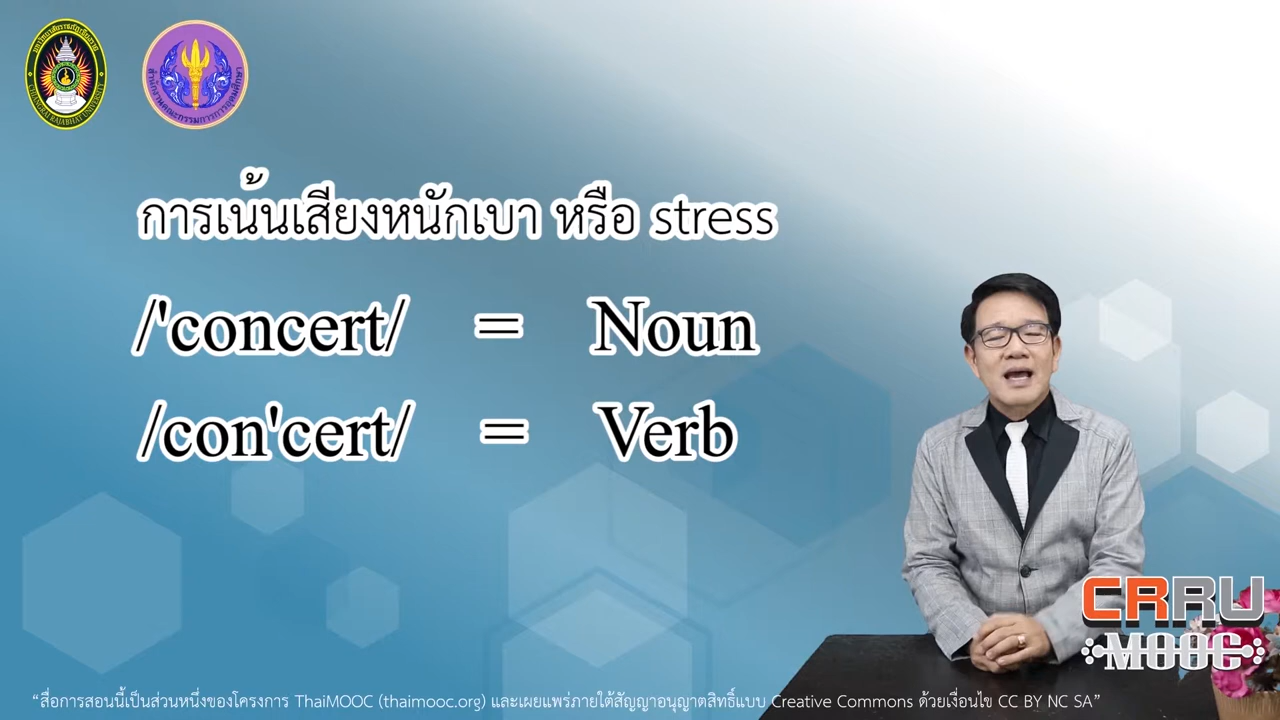 การเน้นเสียงหนักเบา หรือ stress
/'concert/ = Noun
/con'cert/ = Verb
CRRU
MOOC
“สื่อการสอนนี้เป็นส่วนหนึ่งของโครงการ ThaiMOOC (thaimooc.org) และเผยแพร่ภายใต้สัญญาอนุญาตสิทธิ์แบบ Creative Commons ด้วยเงื่อนไข CC BY NC SA”